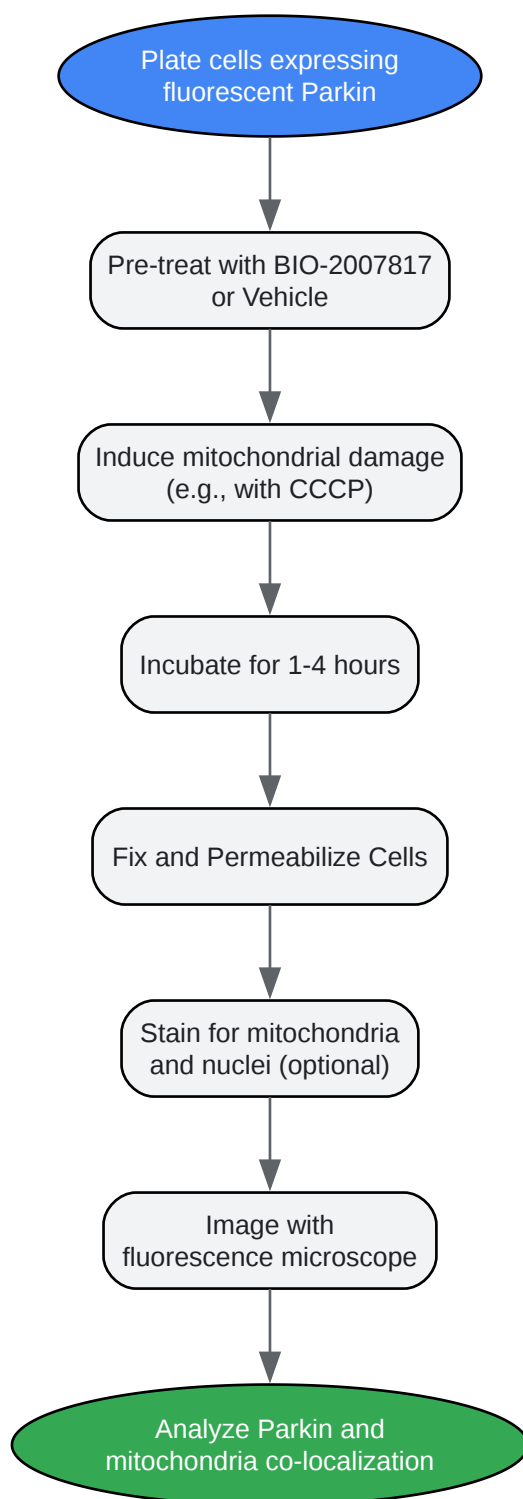 Plate cells expressing
fluorescent Parkin
Pre-treat with BIO-2007817
or Vehicle
Induce mitochondrial damage
(e.g., with CCCP)
Incubate for 1-4 hours
Fix and Permeabilize Cells
Stain for mitochondria
and nuclei (optional)
Image with
fluorescence microscope
Analyze Parkin and
mitochondria co-localization